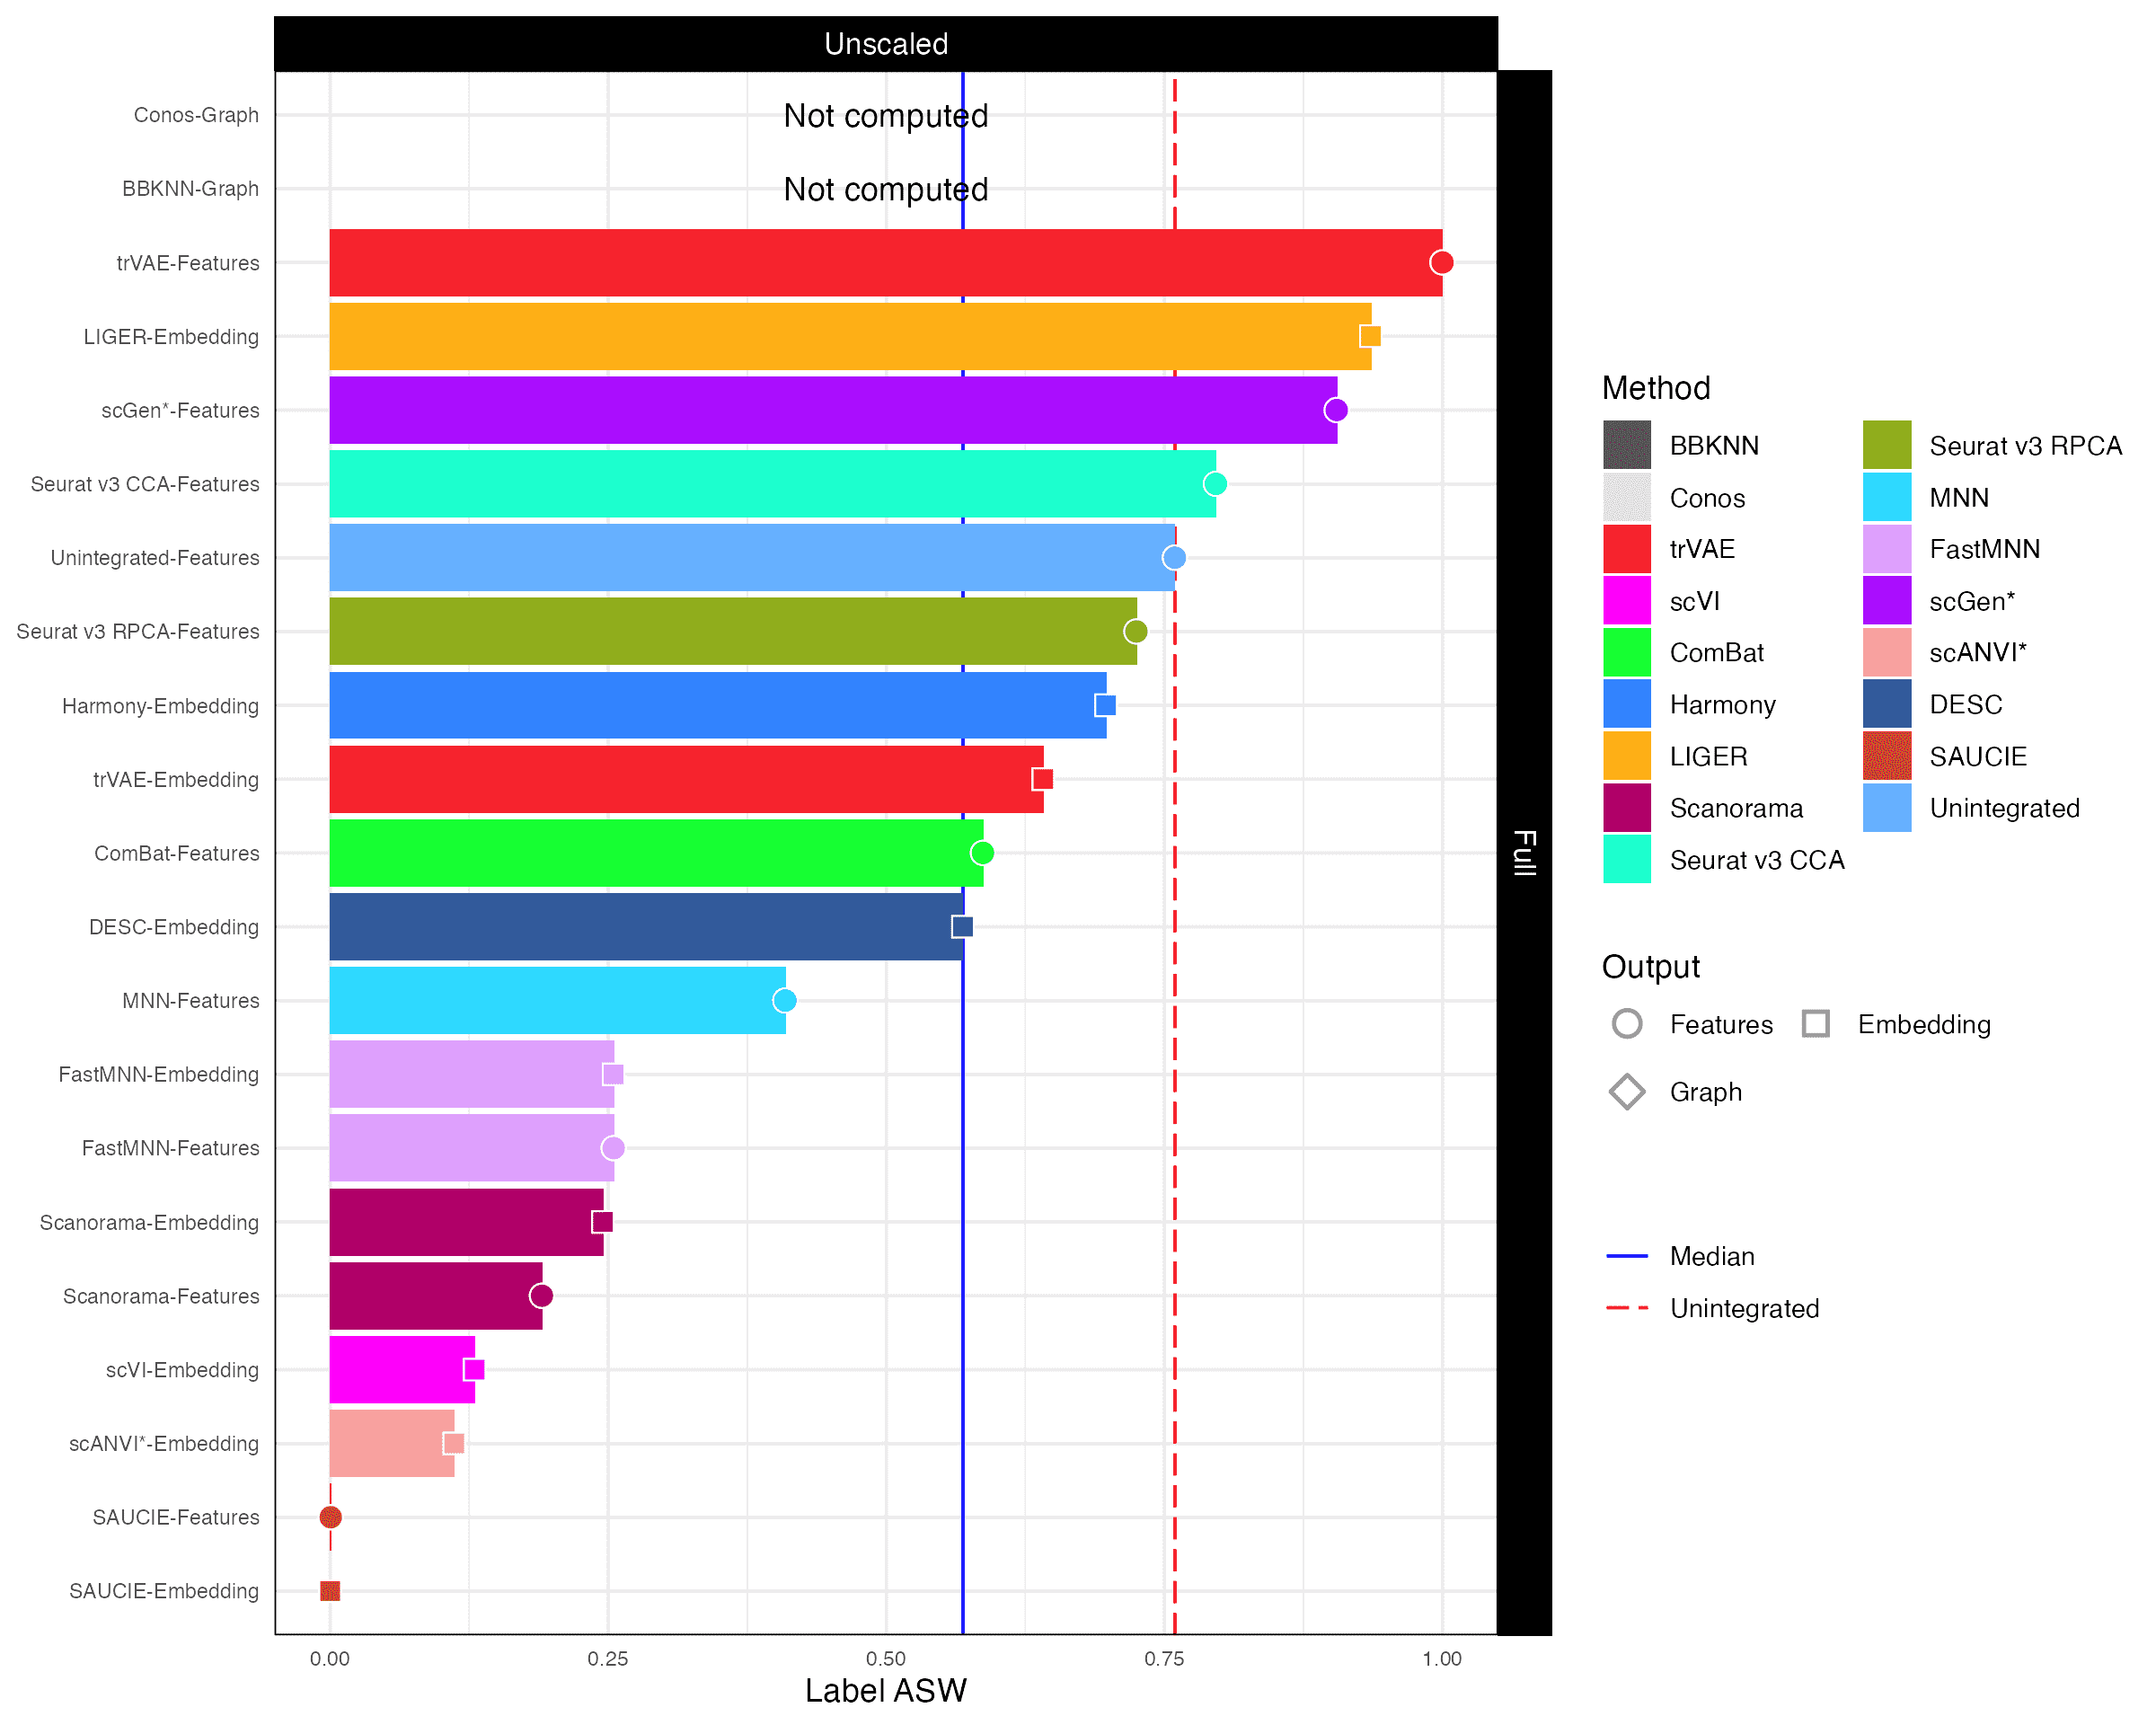 Unscaled
Full
Conos-Graph
Not computed
BBKNN-Graph
Not computed
trVAE-Features
LIGER-Embedding
scGen*-Features
Seurat v3 CCA-Features
Unintegrated-Features
Seurat v3 RPCA-Features
Harmony-Embedding
trVAE-Embedding
ComBat-Features
DESC-Embedding
MNN-Features
FastMNN-Embedding
FastMNN-Features
Scanorama-Embedding
Scanorama-Features
scVI-Embedding
scANVI*-Embedding
SAUCIE-Features
SAUCIE-Embedding
0.00 0.25 0.50 0.75 1.00
Label ASW
Method
BBKNN
Conos
trVAE
scVI
ComBat
Harmony
LIGER
Scanorama
Seurat v3 CCA
Seurat v3 RPCA
MNN
FastMNN
scGen*
scANVI*
DESC
SAUCIE
Unintegrated
Output
Features Embedding
Graph
Median
Unintegrated